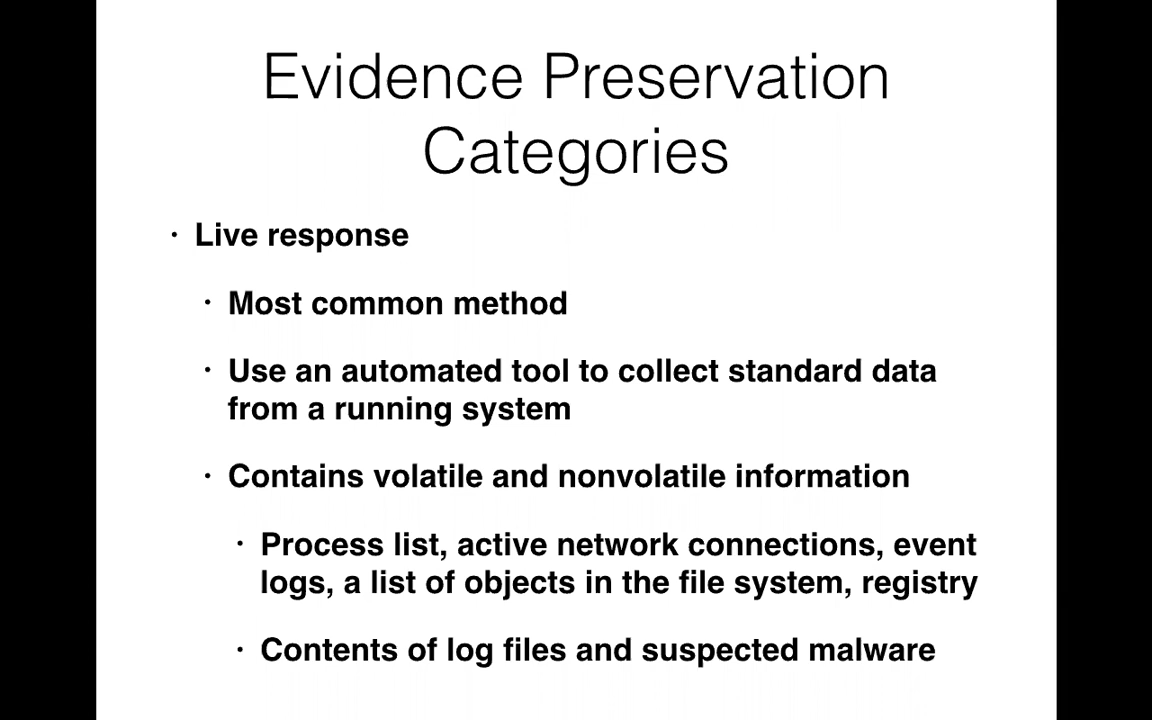 Evidence Preservation
Categories
• Live response
• Most common method
• Use an automated tool to collect standard data
from a running system
• Contains volatile and nonvolatile information
• Process list, active network connections, event
logs, a list of objects in the file system, registry
• Contents of log files and suspected malware